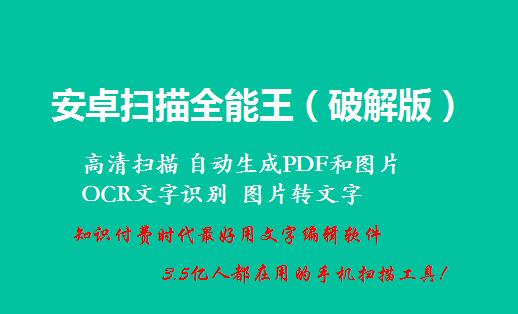 安卓扫描全能王（破解版）
高清扫描 自动生成PDF和图片
OCR文字识别 图片转文字
知识付费时代最好用文字编辑软件
3.5亿人都在用的手机扫描工具！